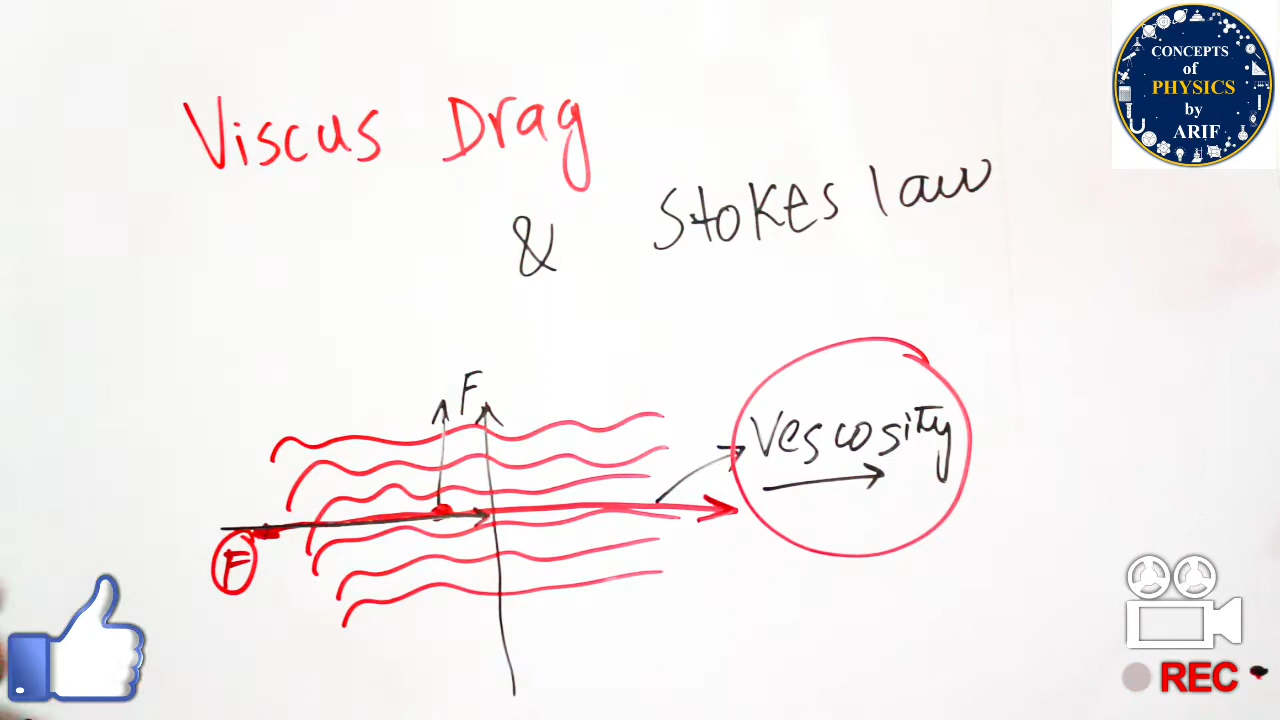 CONCEPTS
of
PHYSICS
by
ARIF
Viscus Drag
& Stokes law
F
Vescosity
F
REC